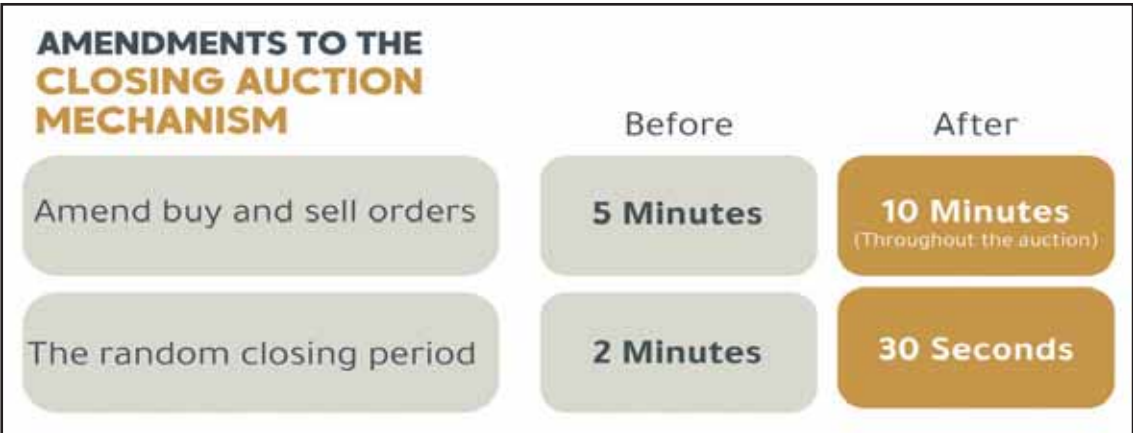 AMENDMENTS TO THE
CLOSING AUCTION
MECHANISM
Before
After
Amend buy and sell orders
5 Minutes
10 Minutes
(Throughout the auction)
The random closing period
2 Minutes
30 Seconds